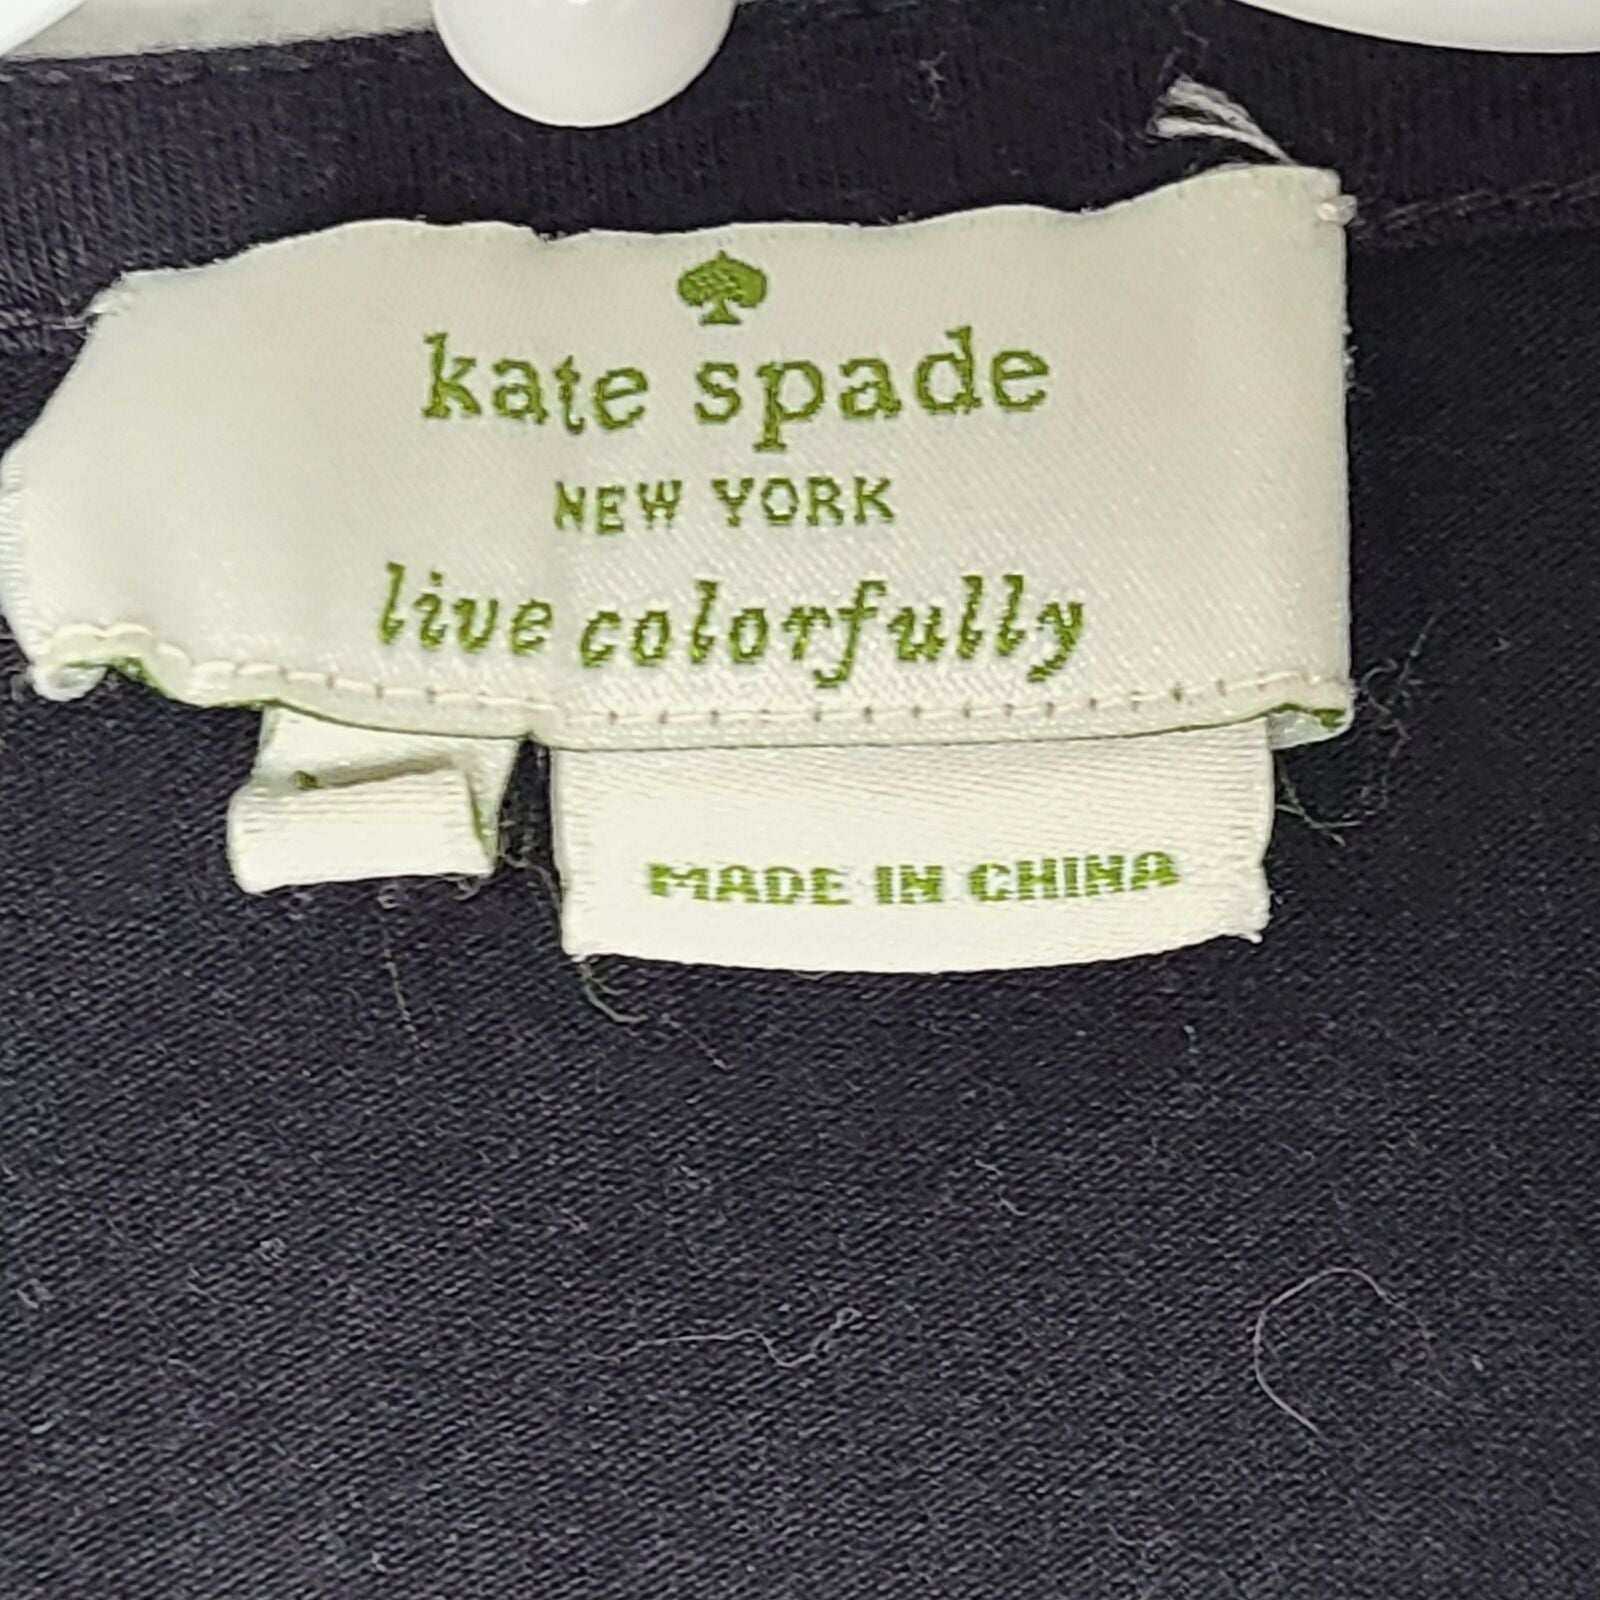 kate spade
NEW YORK
live colorfully
MADE IN CHINA